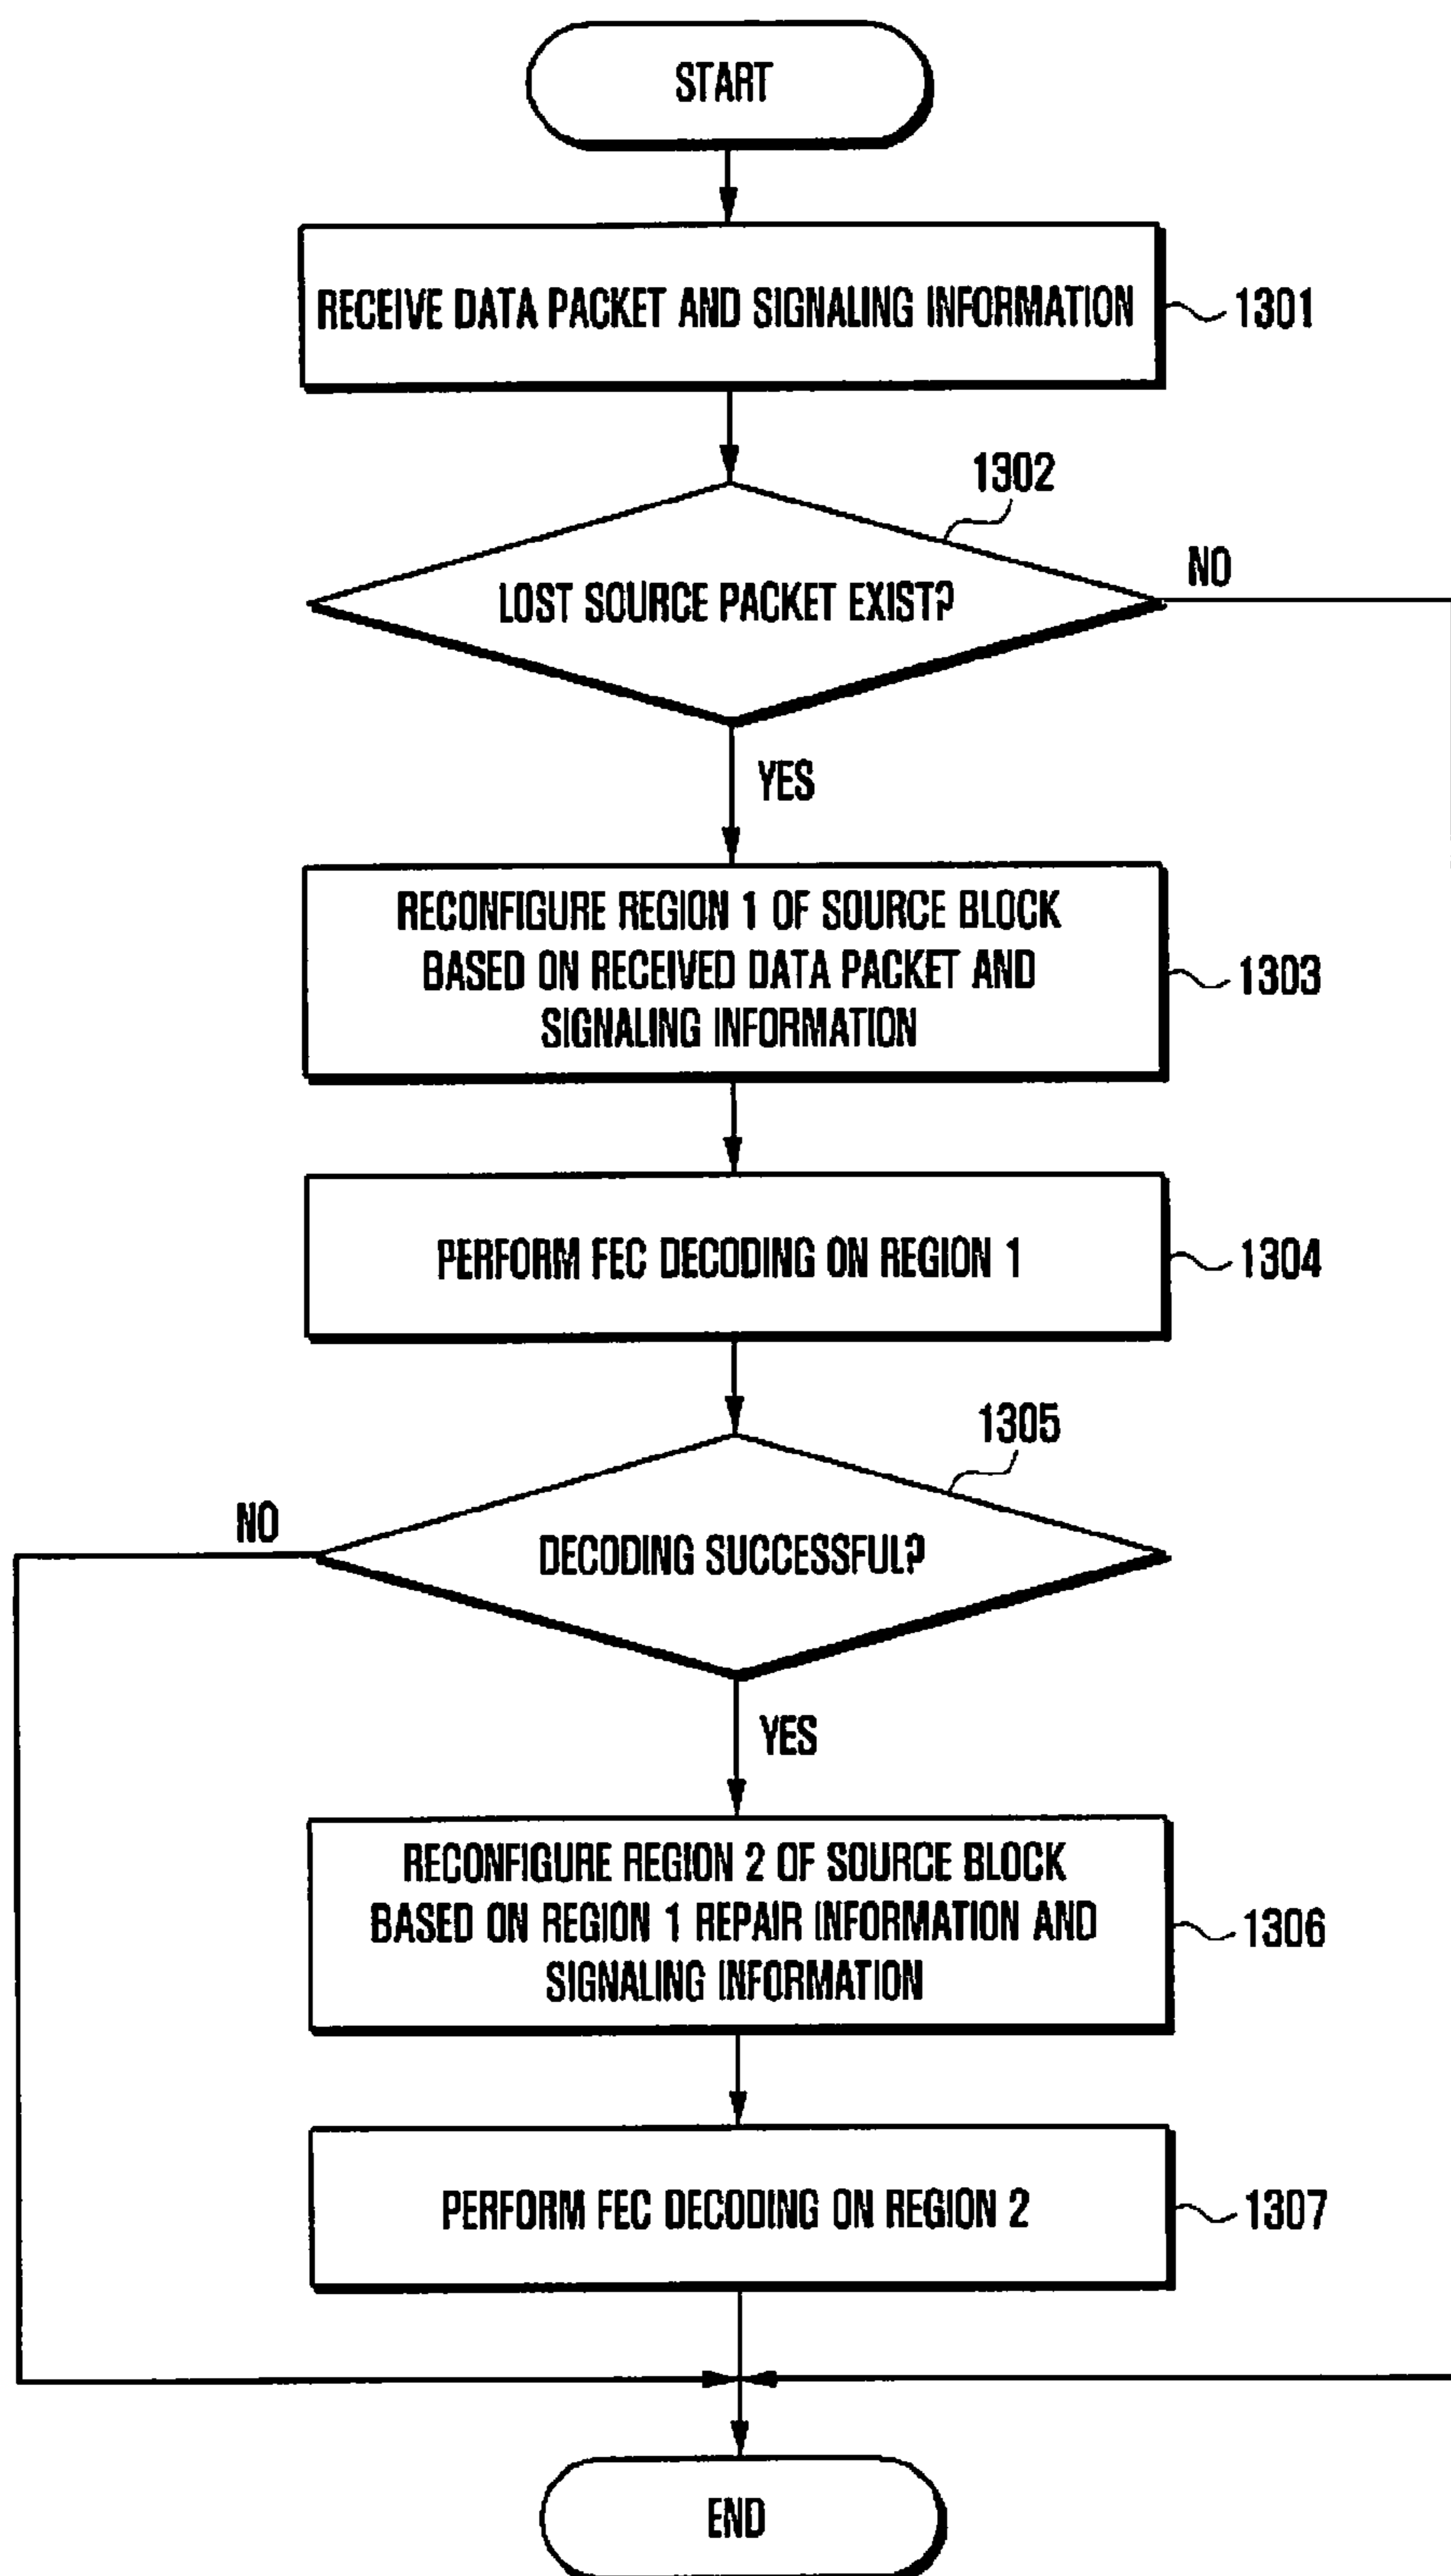 START
RECEIVE DATA PACKET AND SIGNALING INFORMATION
1301
1302
LOST SOURCE PACKET EXIST?
NO
YES
RECONFIGURE REGION 1 OF SOURCE BLOCK
BASED ON RECEIVED DATA PACKET AND
SIGNALING INFORMATION
1303
PERFORM FEC DECODING ON REGION 1
1304
1305
NO
DECODING SUCCESSFUL?
YES
RECONFIGURE REGION 2 OF SOURCE BLOCK
BASED ON REGION 1 REPAIR INFORMATION AND
SIGNALING INFORMATION
1306
PERFORM FEC DECODING ON REGION 2
1307
END